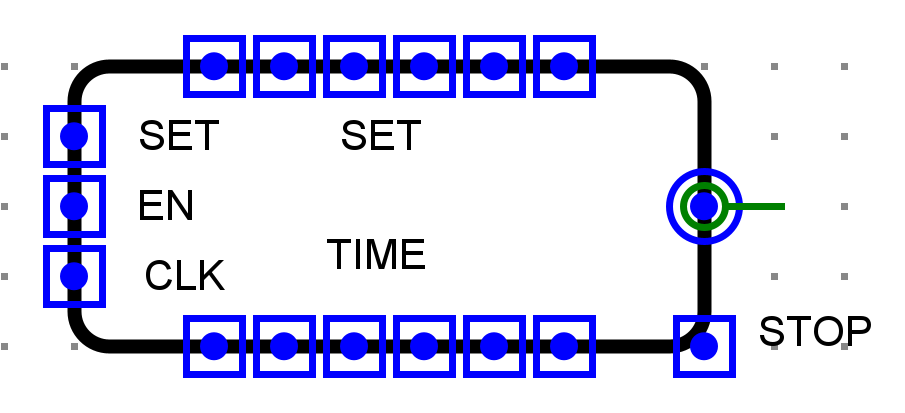 SET SET
EN
TIME
CLK
STOP